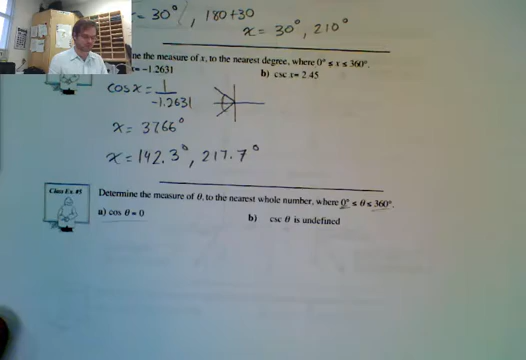 = 30°, 180+30
x = 30°, 210°
ne the measure of x, to the nearest degree, where 0° ≤ x ≤ 360°.
= -1.2631
b) csc x = 2.45
cos x = 1
-1.2631
x = 37.66°
x = 142.3°, 217.7°
Class Ex. #5
Determine the measure of θ, to the nearest whole number, where 0° ≤ θ ≤ 360°.
a) cos θ = 0
b) csc θ is undefined